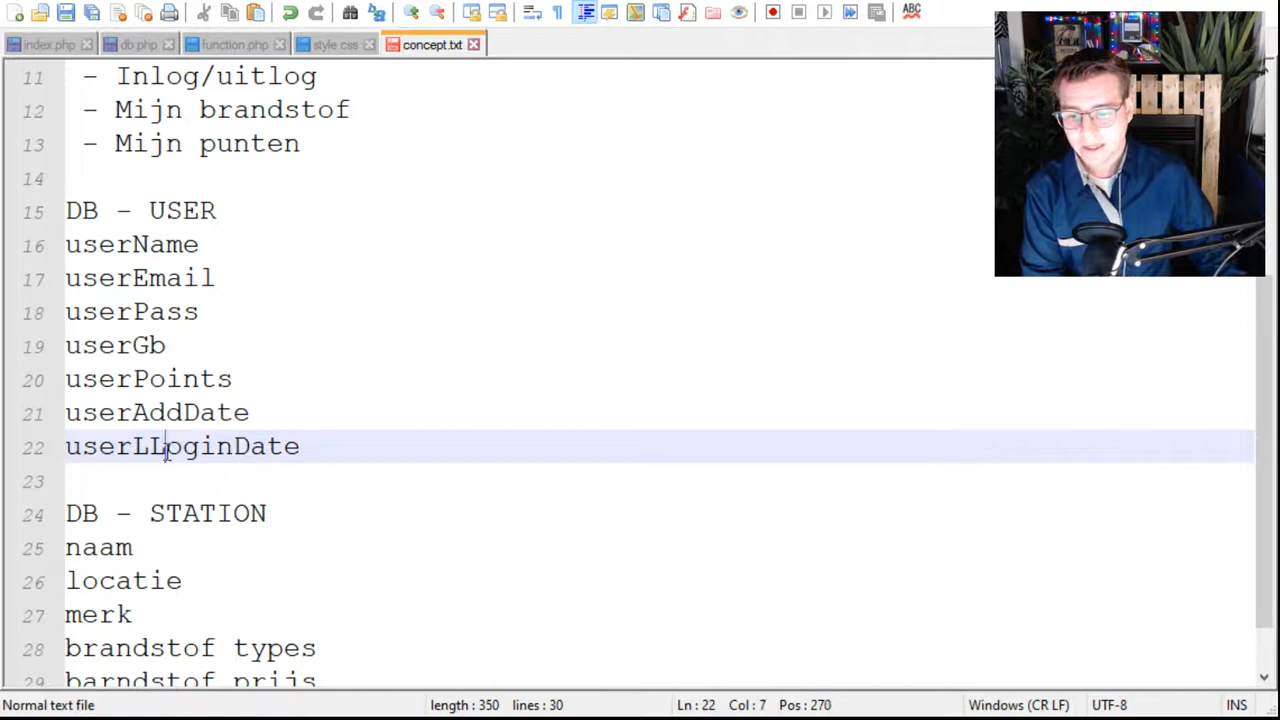 index.php
db.php
function.php
style.css
concept.txt
ABC
11 - Inlog/uitlog
12 - Mijn brandstof
13 - Mijn punten
14
15 DB - USER
16 userName
17 userEmail
18 userPass
19 userGb
20 userPoints
21 userAddDate
22 userLLoginDate
23
24 DB - STATION
25 naam
26 locatie
27 merk
28 brandstof types
29 barndstof prijs
Normal text file
length : 350 lines : 30
Ln : 22 Col : 7 Pos : 270
Windows (CR LF)
UTF-8
INS